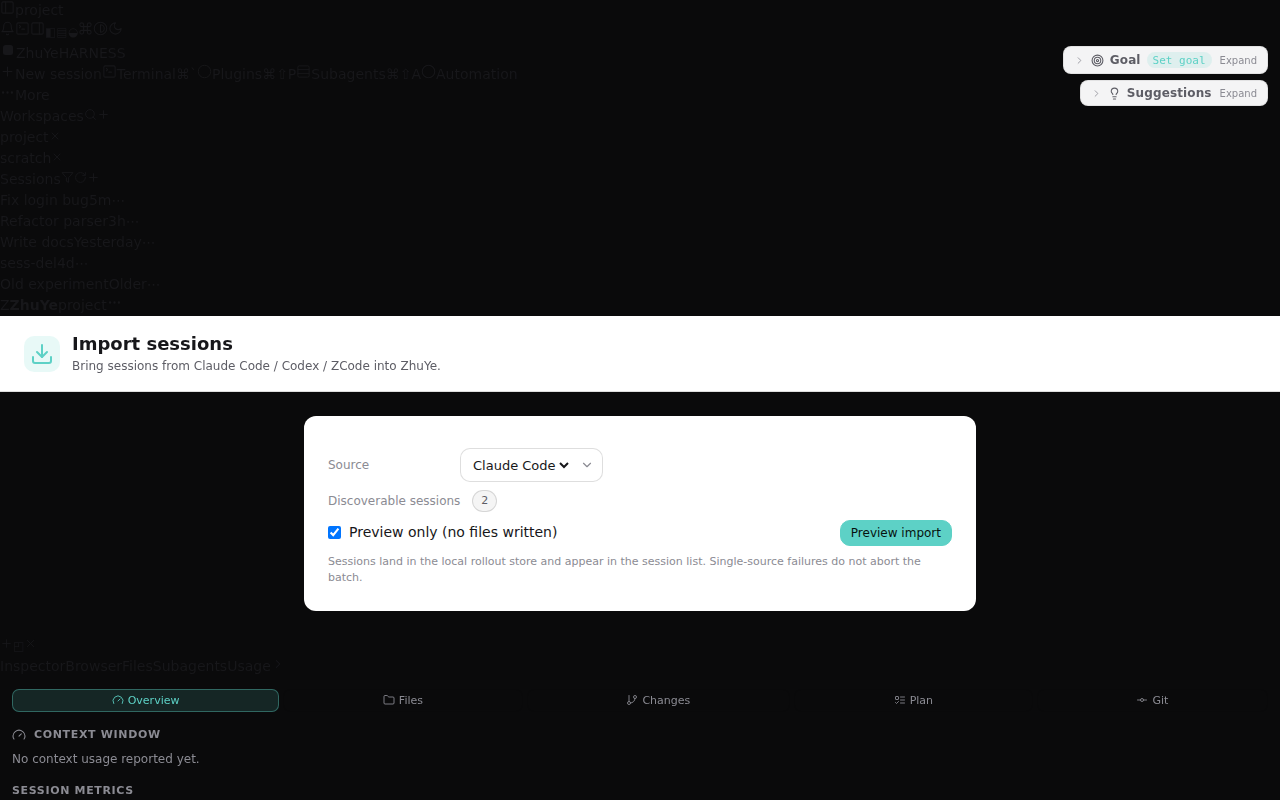 project
ZhuYeHARNESS
New session Terminal⌘` Plugins⌘⇧P Subagents⌘⇧A Automation
···More
Workspaces
project×
scratch×
Sessions
Fix login bug5m···
Refactor parser3h···
Write docsYesterday···
sess-del4d···
Old experimentOlder···
ZZhuYeproject···
Goal Set goal Expand
Suggestions Expand
Import sessions
Bring sessions from Claude Code / Codex / ZCode into ZhuYe.
Source Claude Code
Discoverable sessions 2
Preview only (no files written) Preview import
Sessions land in the local rollout store and appear in the session list. Single-source failures do not abort the
batch.
InspectorBrowserFilesSubagentsUsage
Overview Files Changes Plan Git
CONTEXT WINDOW
No context usage reported yet.
SESSION METRICS